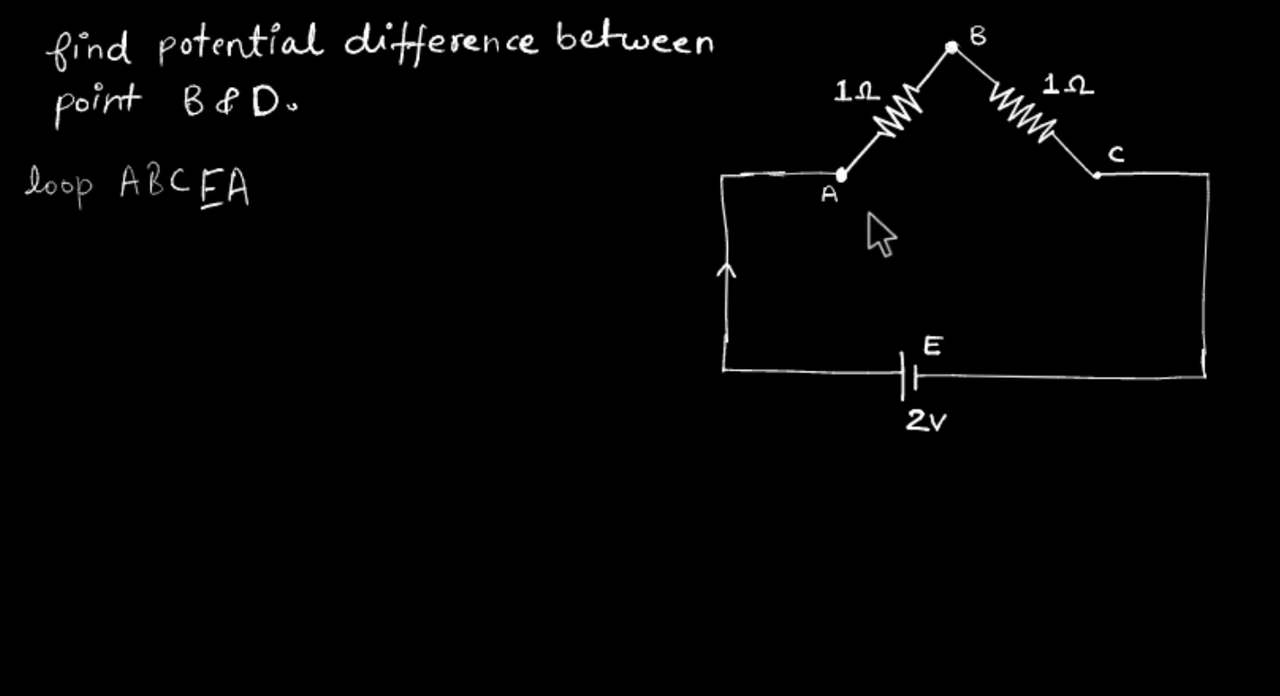 find potential difference between
point B & D.
loop ABCEA
B
1Ω
1Ω
C
A
E
2V